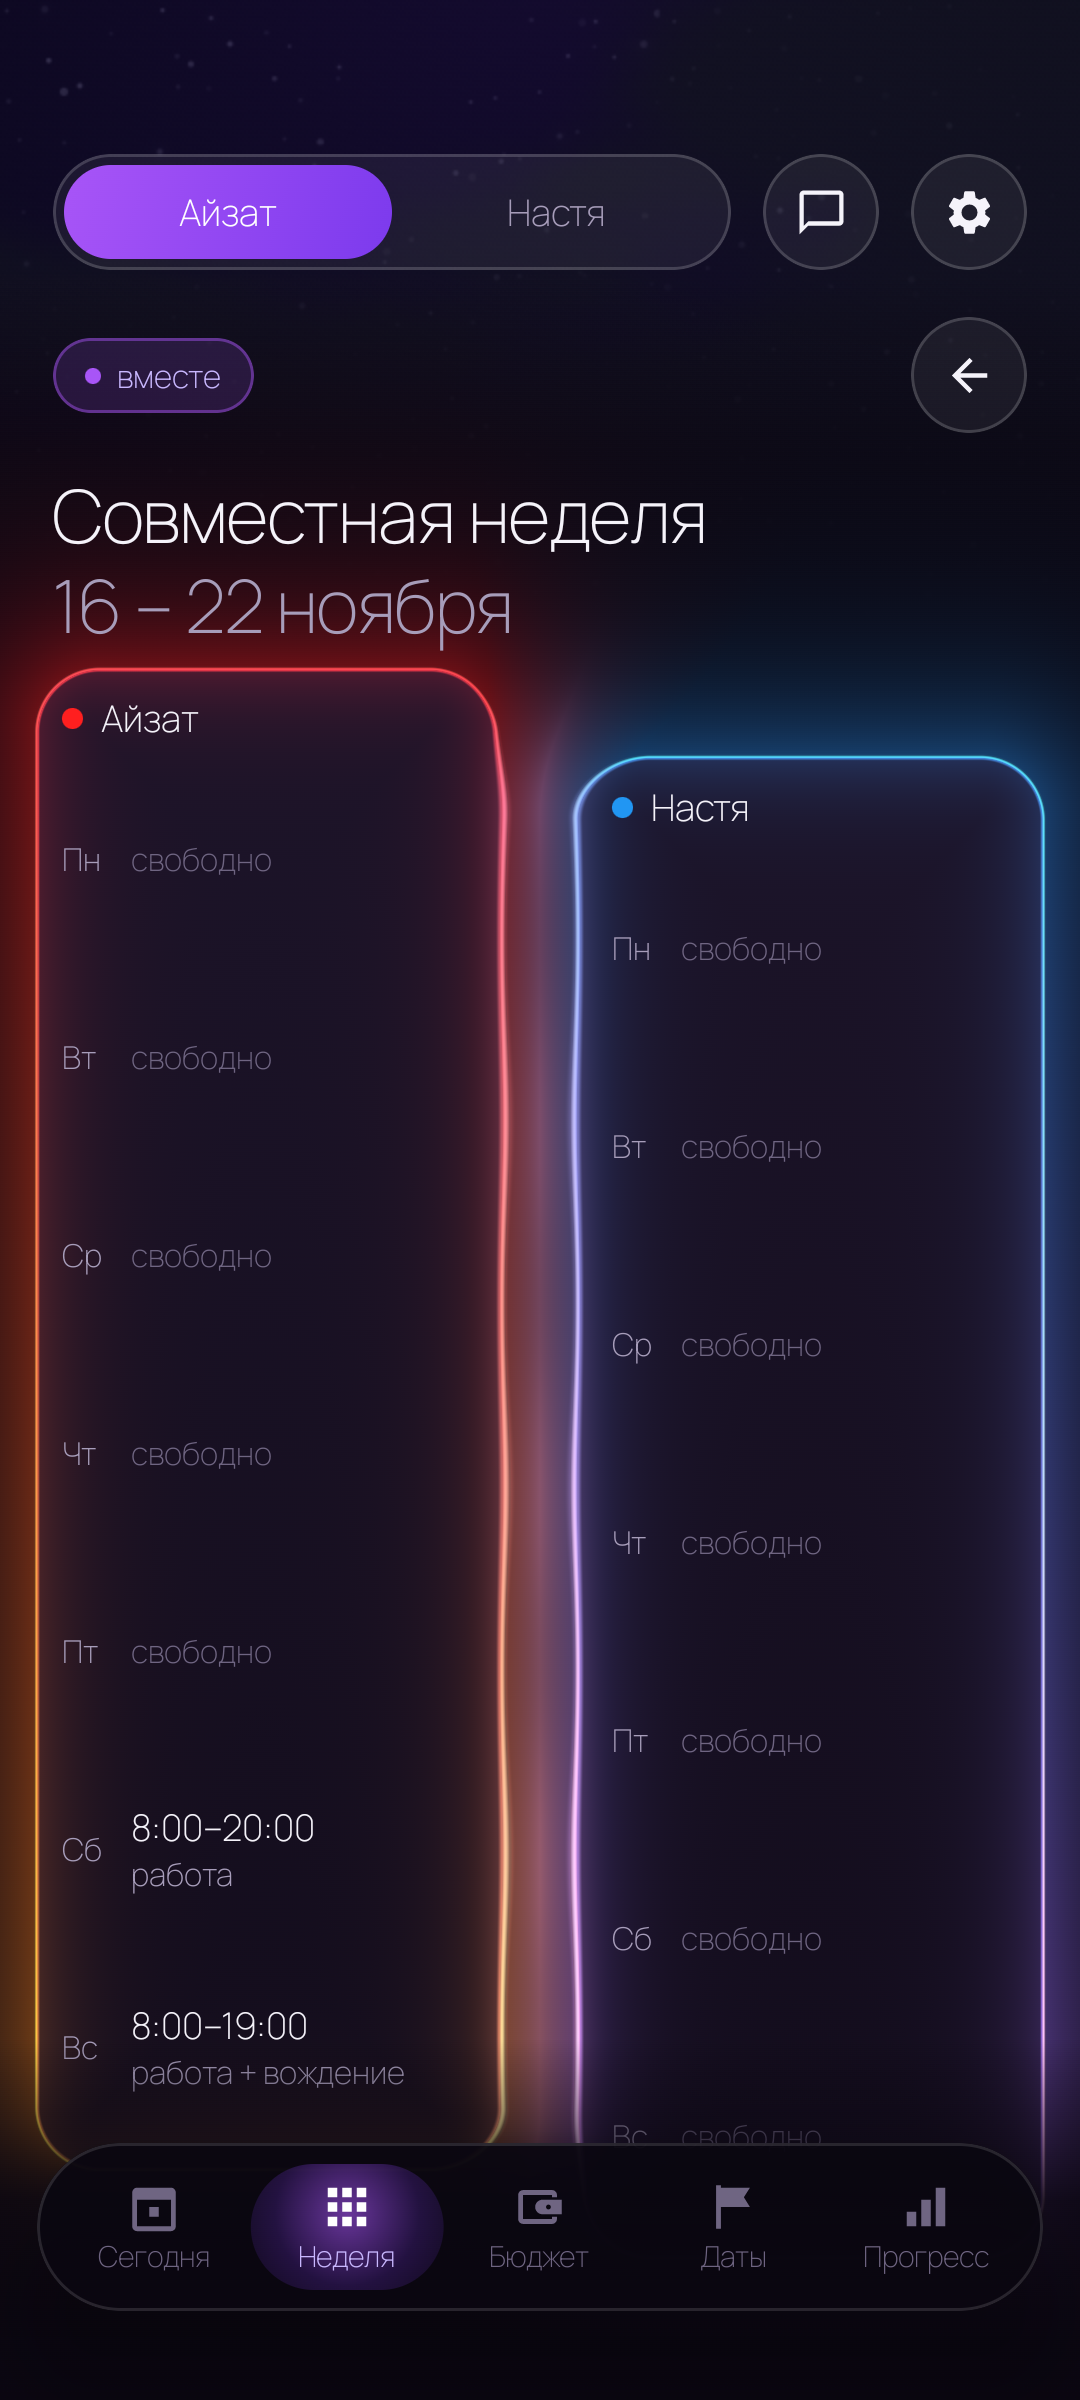 Айзат
Настя
вместе
Совместная неделя
16 – 22 ноября
Айзат
Пн свободно
Вт свободно
Ср свободно
Чт свободно
Пт свободно
Сб 8:00–20:00
работа
Вс 8:00–19:00
работа + вождение
Настя
Пн свободно
Вт свободно
Ср свободно
Чт свободно
Пт свободно
Сб свободно
Вс свободно
Сегодня
Неделя
Бюджет
Даты
Прогресс